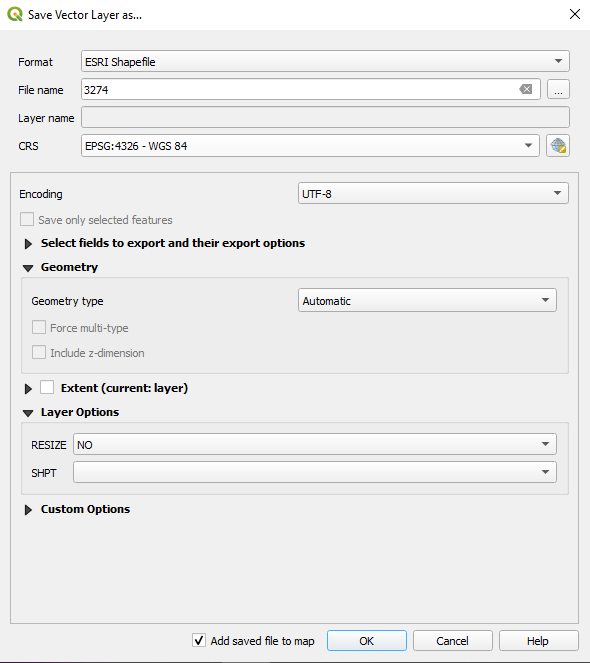 Save Vector Layer as...
Format ESRI Shapefile
File name 3274 ...
Layer name
CRS EPSG:4326 - WGS 84
Encoding UTF-8
Save only selected features
Select fields to export and their export options
Geometry
Geometry type Automatic
Force multi-type
Include z-dimension
Extent (current: layer)
Layer Options
RESIZE NO
SHPT
Custom Options
Add saved file to map OK Cancel Help